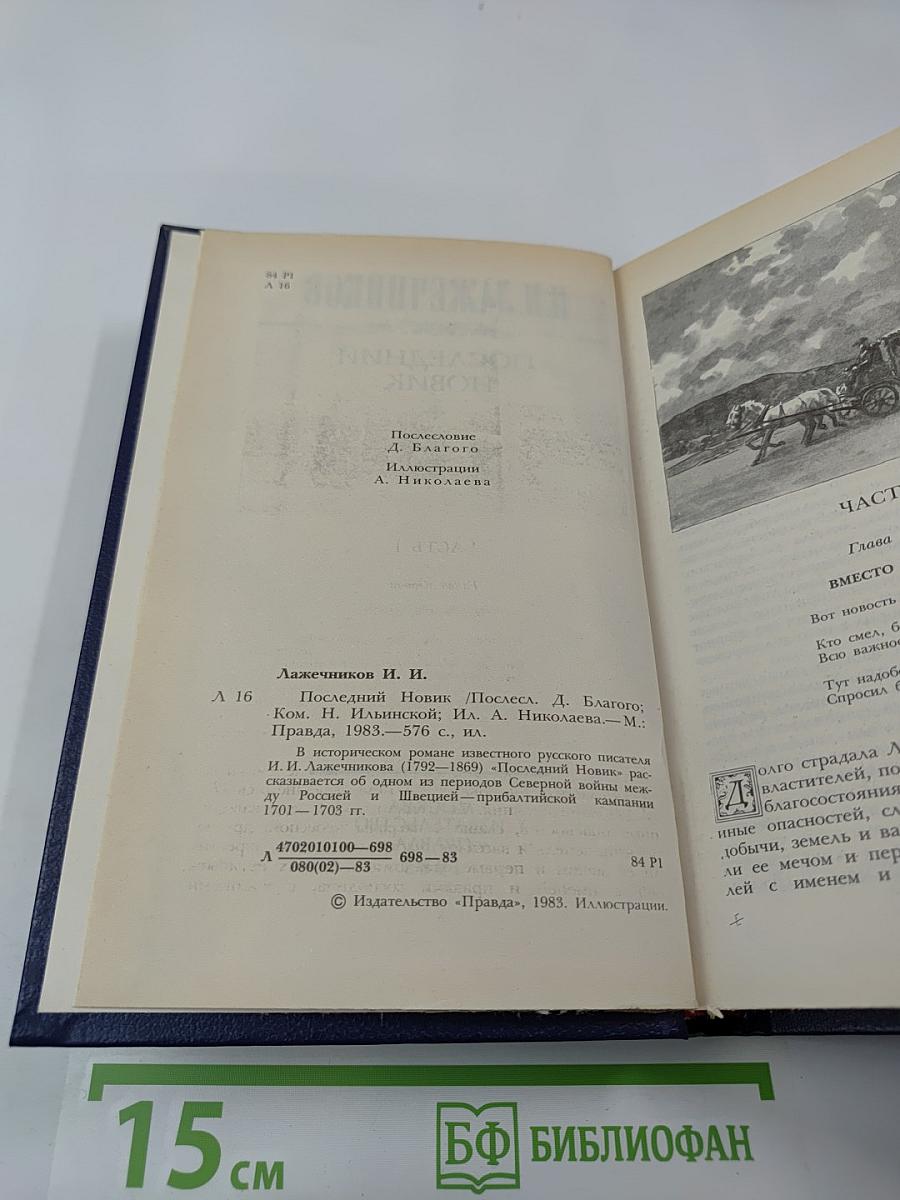 84 Р1
Л 16
Послесловие
Д. Благого
Иллюстрации
А. Николаева
Лажечников И. И.
Л 16 Последний Новик /Послесл. Д. Благого;
Ком. Н. Ильинской; Ил. А. Николаева.—М.:
Правда, 1983.—576 с., ил.
В историческом романе известного русского писателя
И. И. Лажечникова (1792—1869) «Последний Новик» рас-
сказывается об одном из периодов Северной войны меж-
ду Россией и Швецией—прибалтийской кампании
1701—1703 гг.
Л 4702010100—698
080(02)—83
698—83
84 Р1
© Издательство «Правда», 1983. Иллюстрации.
ЧАСТ
Глава
ВМЕСТО
Вот новость
Кто смел, б
Всю важнос
Тут надобе
Спросил б
Долго страдала Л
властителей, по
благосостояния
иные опасностей, сл
добычи, земель и ва
ли ее мечом и пер
лей с именем и
15 см
БФ БИБЛИОФАН